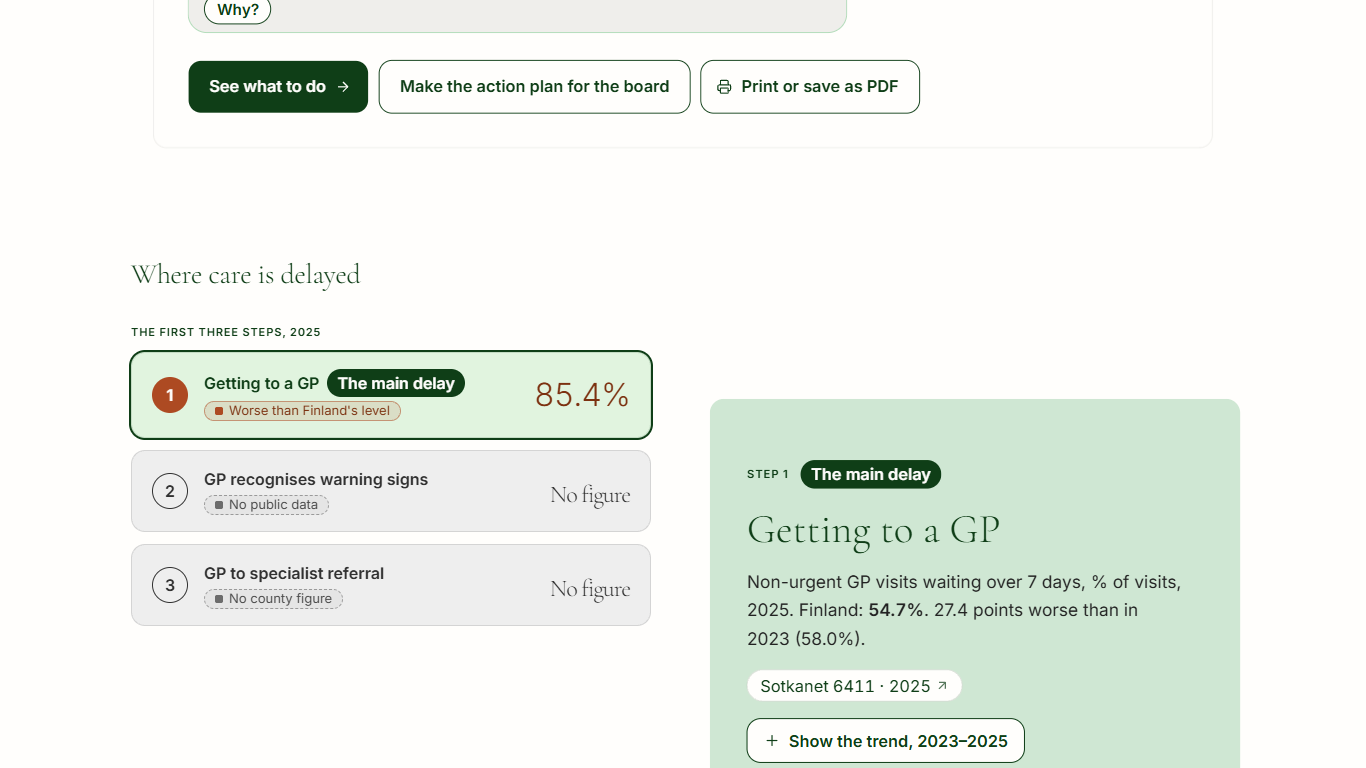 Why?
See what to do →
Make the action plan for the board
Print or save as PDF
Where care is delayed
THE FIRST THREE STEPS, 2025
1
Getting to a GP
The main delay
Worse than Finland's level
85.4%
2
GP recognises warning signs
No public data
No figure
3
GP to specialist referral
No county figure
No figure
STEP 1
The main delay
Getting to a GP
Non-urgent GP visits waiting over 7 days, % of visits,
2025. Finland: 54.7%. 27.4 points worse than in
2023 (58.0%).
Sotkanet 6411 · 2025 ↗
+ Show the trend, 2023–2025